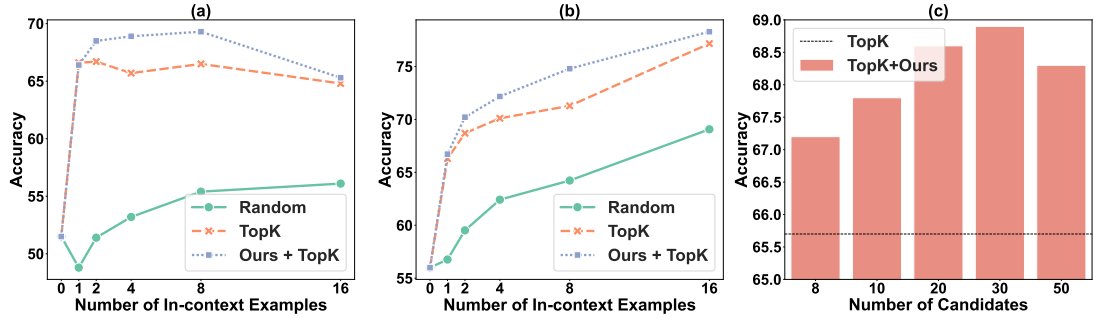 (a)
70
65
60
55
50
Accuracy
0 1 2 4 8 16
Number of In-context Examples
Random
TopK
Ours + TopK
(b)
75
70
65
60
55
Accuracy
0 1 2 4 8 16
Number of In-context Examples
Random
TopK
Ours + TopK
(c)
69.0
68.5
68.0
67.5
67.0
66.5
66.0
65.5
65.0
Accuracy
8 10 20 30 50
Number of Candidates
TopK
TopK+Ours